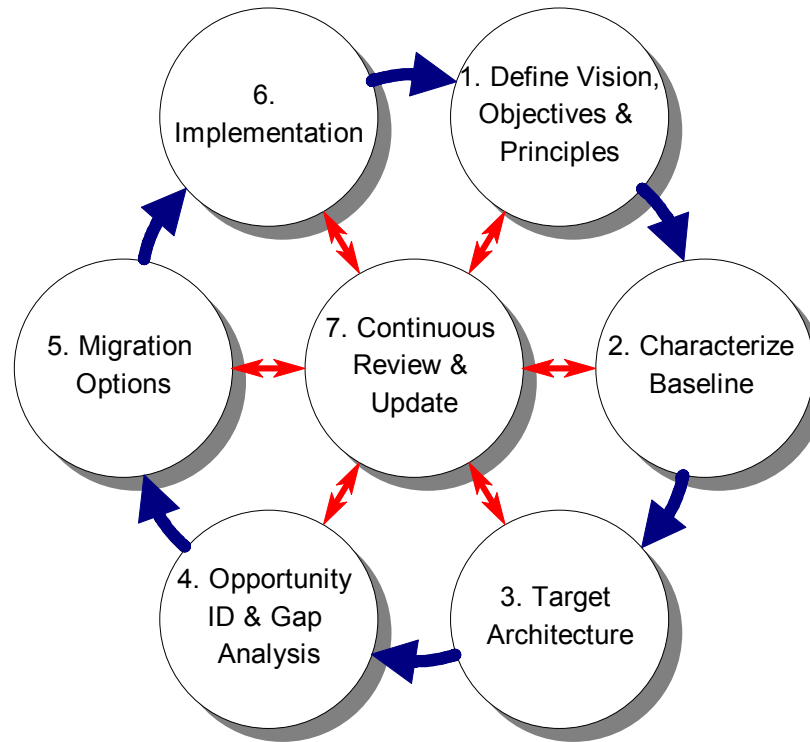 1. Define Vision,
Objectives &
Principles
2. Characterize
Baseline
3. Target
Architecture
4. Opportunity
ID & Gap
Analysis
5. Migration
Options
6.
Implementation
7. Continuous
Review &
Update